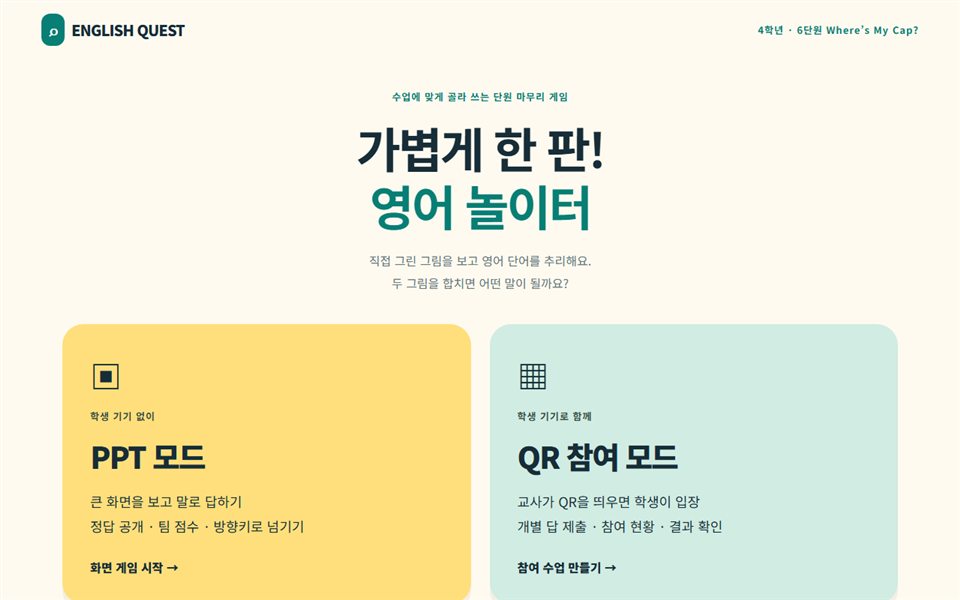 ENGLISH QUEST
4학년 · 6단원 Where's My Cap?
수업에 맞게 골라 쓰는 단원 마무리 게임
가볍게 한 판!
영어 놀이터
직접 그린 그림을 보고 영어 단어를 추리해요.
두 그림을 합치면 어떤 말이 될까요?
학생 기기 없이
PPT 모드
큰 화면을 보고 말로 답하기
정답 공개 · 팀 점수 · 방향키로 넘기기
화면 게임 시작 →
학생 기기로 함께
QR 참여 모드
교사가 QR을 띄우면 학생이 입장
개별 답 제출 · 참여 현황 · 결과 확인
참여 수업 만들기 →